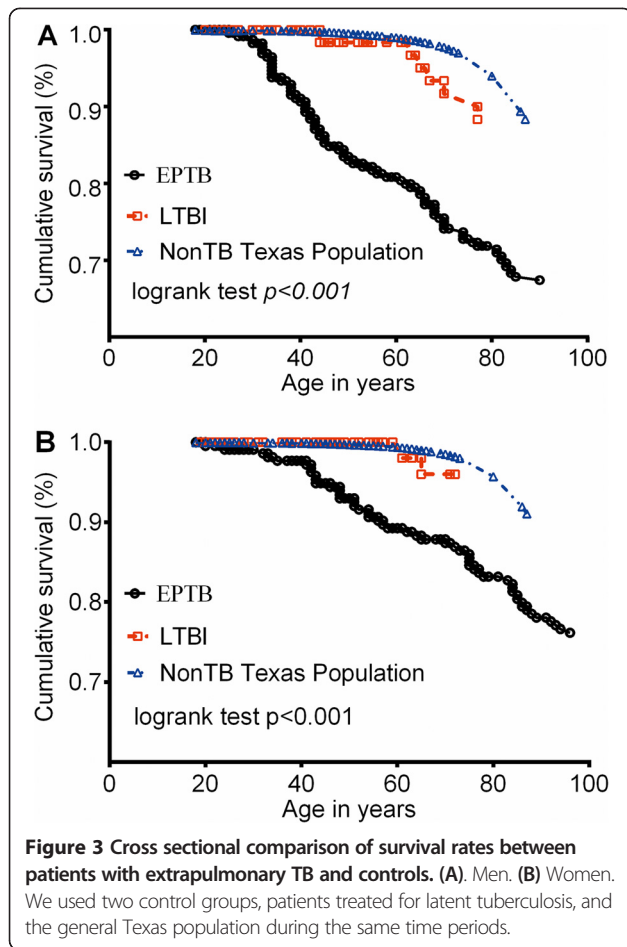 A
Cumulative survival (%)
1.0
0.9
0.8
0.7
EPTB
LTBI
NonTB Texas Population
logrank test p<0.001
0 20 40 60 80 100
Age in years
B
Cumulative survival (%)
1.0
0.9
0.8
0.7
EPTB
LTBI
NonTB Texas Population
logrank test p<0.001
0 20 40 60 80 100
Age in years
Figure 3 Cross sectional comparison of survival rates between
patients with extrapulmonary TB and controls. (A). Men. (B) Women.
We used two control groups, patients treated for latent tuberculosis, and
the general Texas population during the same time periods.